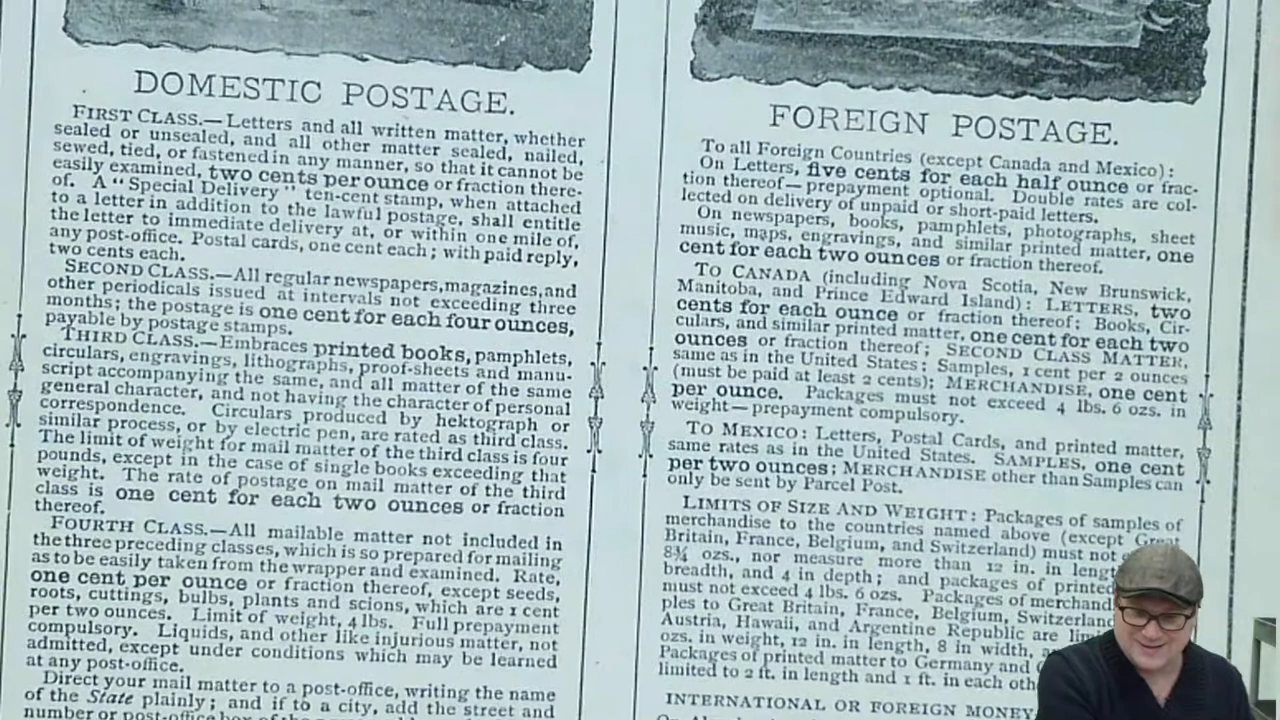 DOMESTIC POSTAGE.
FIRST CLASS.—Letters and all written matter, whether
sealed or unsealed, and all other matter sealed, nailed,
sewed, tied, or fastened in any manner, so that it cannot be
easily examined, two cents per ounce or fraction there-
of. A "Special Delivery" ten-cent stamp, when attached
to a letter in addition to the lawful postage, shall entitle
the letter to immediate delivery at, or within one mile of,
any post-office. Postal cards, one cent each; with paid reply,
two cents each.
SECOND CLASS.—All regular newspapers, magazines, and
other periodicals issued at intervals not exceeding three
months; the postage is one cent for each four ounces,
payable by postage stamps.
THIRD CLASS.—Embraces printed books, pamphlets,
circulars, engravings, lithographs, proof-sheets and manu-
script accompanying the same, and all matter of the same
general character, and not having the character of personal
correspondence. Circulars produced by hektograph or
similar process, or by electric pen, are rated as third class.
The limit of weight for mail matter of the third class is four
pounds, except in the case of single books exceeding that
weight. The rate of postage on mail matter of the third
class is one cent for each two ounces or fraction
thereof.
FOURTH CLASS.—All mailable matter not included in
the three preceding classes, which is so prepared for mailing
as to be easily taken from the wrapper and examined. Rate,
one cent per ounce or fraction thereof, except seeds,
roots, cuttings, bulbs, plants and scions, which are 1 cent
per two ounces. Limit of weight, 4 lbs. Full prepayment
compulsory. Liquids, and other like injurious matter, not
admitted, except under conditions which may be learned
at any post-office.
Direct your mail matter to a post-office, writing the name
of the State plainly; and if to a city, add the street and
number or post-office box of the
FOREIGN POSTAGE.
To all Foreign Countries (except Canada and Mexico):
On Letters, five cents for each half ounce or frac-
tion thereof—prepayment optional. Double rates are col-
lected on delivery of unpaid or short-paid letters.
On newspapers, books, pamphlets, photographs, sheet
music, maps, engravings, and similar printed matter, one
cent for each two ounces or fraction thereof.
TO CANADA (including Nova Scotia, New Brunswick,
Manitoba, and Prince Edward Island): LETTERS, two
cents for each ounce or fraction thereof; Books, Cir-
culars, and similar printed matter, one cent for each two
ounces or fraction thereof; SECOND CLASS MATTER,
same as in the United States; Samples, 1 cent per 2 ounces
(must be paid at least 2 cents); MERCHANDISE, one cent
per ounce. Packages must not exceed 4 lbs. 6 ozs. in
weight—prepayment compulsory.
TO MEXICO: Letters, Postal Cards, and printed matter,
same rates as in the United States. SAMPLES, one cent
per two ounces; MERCHANDISE other than Samples can
only be sent by Parcel Post.
LIMITS OF SIZE AND WEIGHT: Packages of samples of
merchandise to the countries named above (except Great
Britain, France, Belgium, and Switzerland) must not
8¾ ozs., nor measure more than 12 in. in
breadth, and 4 in depth; and packages of
must not exceed 4 lbs. 6 ozs. Packages of
ples to Great Britain, France, Belgium,
Austria, Hawaii, and Argentine Republic are
ozs. in weight, 12 in. in length, 8 in width,
Packages of printed matter to Germany and
limited to 2 ft. in length and 1 ft. in each
INTERNATIONAL OR FOREIGN MONEY